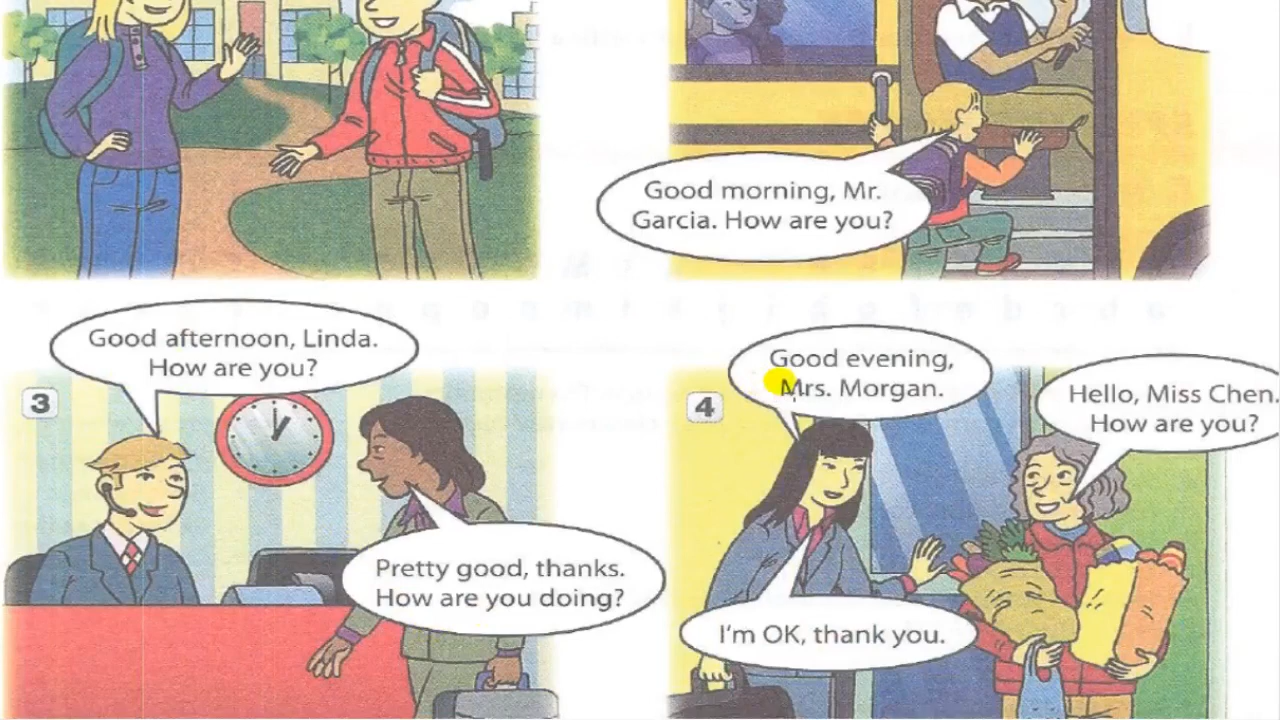 Good morning, Mr.
Garcia. How are you?
Good afternoon, Linda.
How are you?
3
Pretty good, thanks.
How are you doing?
4
Good evening,
Mrs. Morgan.
Hello, Miss Chen.
How are you?
I'm OK, thank you.